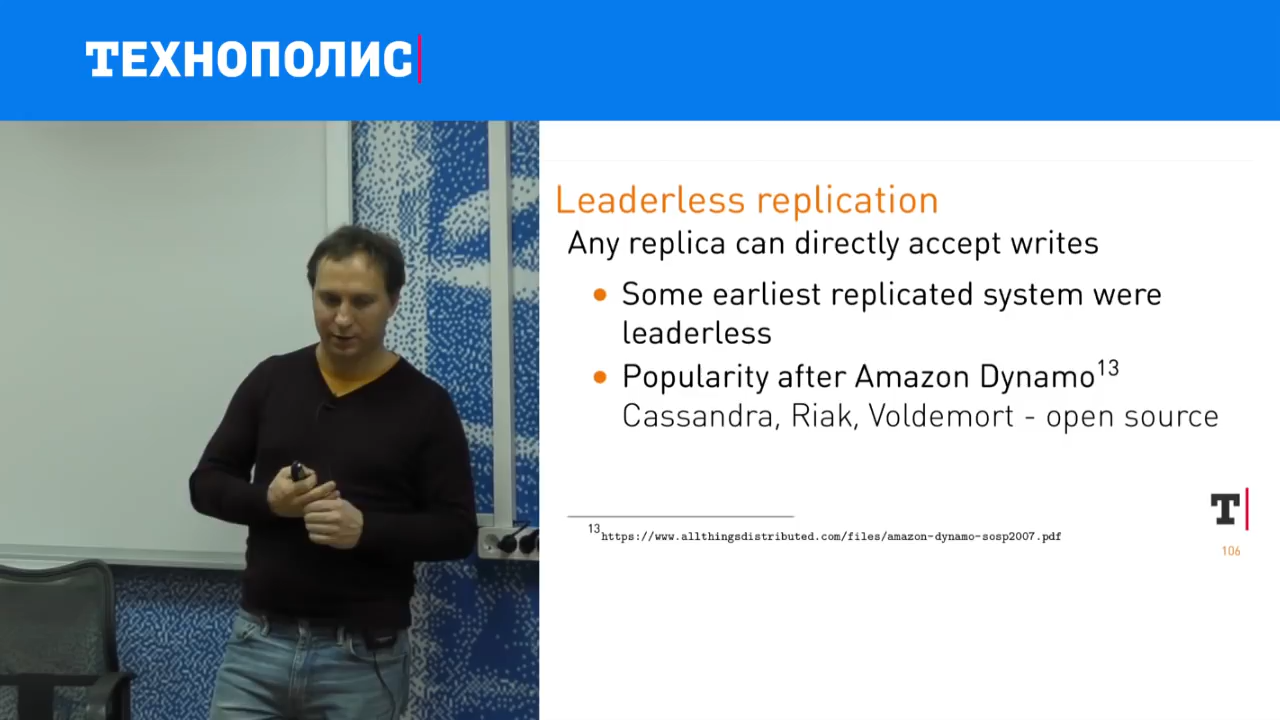 ТЕХНОПОЛИС
Leaderless replication
Any replica can directly accept writes
• Some earliest replicated system were
leaderless
• Popularity after Amazon Dynamo13
Cassandra, Riak, Voldemort - open source
T
13https://www.allthingsdistributed.com/files/amazon-dynamo-sosp2007.pdf
106